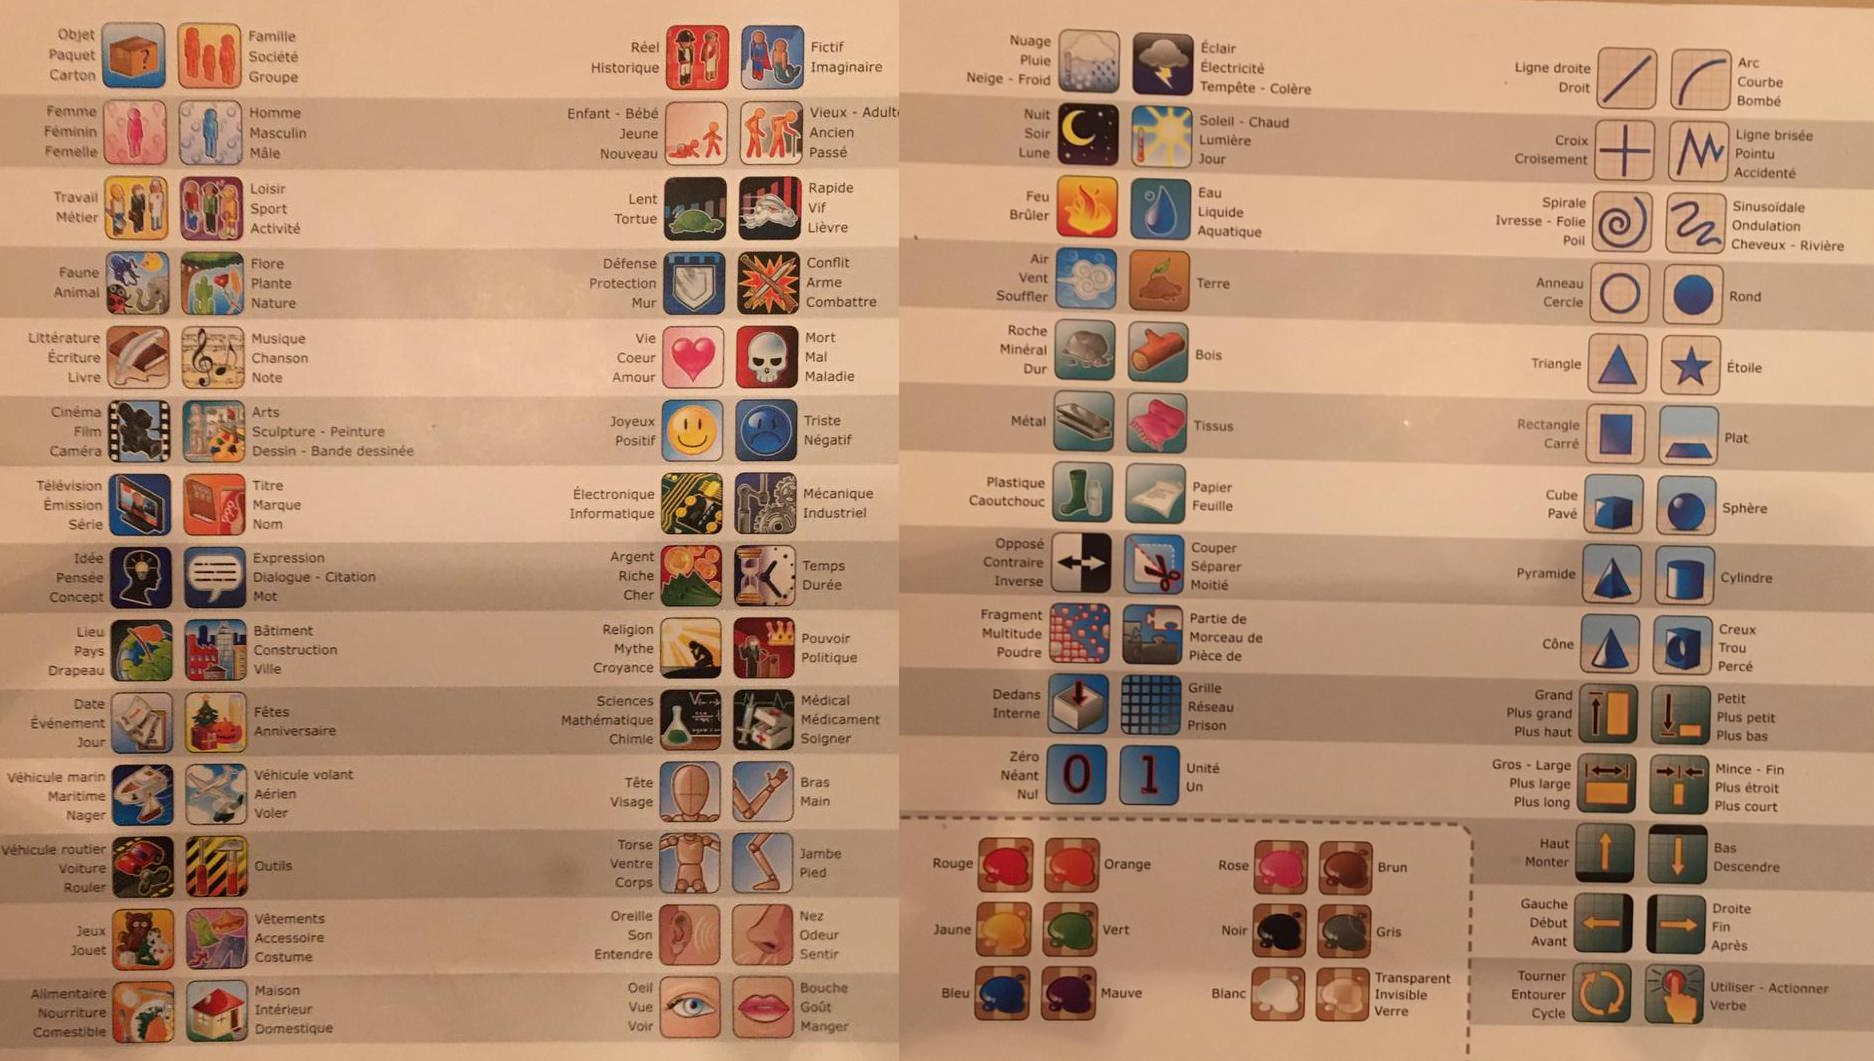 Objet
Paquet
Carton
Famille
Société
Groupe
Femme
Féminin
Femelle
Homme
Masculin
Mâle
Travail
Métier
Loisir
Sport
Activité
Faune
Animal
Flore
Plante
Nature
Littérature
Écriture
Livre
Musique
Chanson
Note
Cinéma
Film
Caméra
Arts
Sculpture - Peinture
Dessin - Bande dessinée
Télévision
Émission
Série
Titre
Marque
Nom
Idée
Pensée
Concept
Expression
Dialogue - Citation
Mot
Lieu
Pays
Drapeau
Bâtiment
Construction
Ville
Date
Événement
Jour
Fêtes
Anniversaire
Véhicule marin
Maritime
Nager
Véhicule volant
Aérien
Voler
Véhicule routier
Voiture
Rouler
Outils
Jeux
Jouet
Vêtements
Accessoire
Costume
Alimentaire
Nourriture
Comestible
Maison
Intérieur
Domestique
Réel
Historique
Fictif
Imaginaire
Enfant - Bébé
Jeune
Nouveau
Vieux - Adulte
Ancien
Passé
Lent
Tortue
Rapide
Vif
Lièvre
Défense
Protection
Mur
Conflit
Arme
Combattre
Vie
Coeur
Amour
Mort
Mal
Maladie
Joyeux
Positif
Triste
Négatif
Électronique
Informatique
Mécanique
Industriel
Argent
Riche
Cher
Temps
Durée
Religion
Mythe
Croyance
Pouvoir
Politique
Sciences
Mathématique
Chimie
Médical
Médicament
Soigner
Tête
Visage
Bras
Main
Torse
Ventre
Corps
Jambe
Pied
Oreille
Son
Entendre
Nez
Odeur
Sentir
Oeil
Vue
Voir
Bouche
Goût
Manger
Nuage
Pluie
Neige - Froid
Éclair
Électricité
Tempête - Colère
Nuit
Soir
Lune
Soleil - Chaud
Lumière
Jour
Feu
Brûler
Eau
Liquide
Aquatique
Air
Vent
Souffler
Terre
Roche
Minéral
Dur
Bois
Métal
Tissus
Plastique
Caoutchouc
Papier
Feuille
Opposé
Contraire
Inverse
Couper
Séparer
Moitié
Fragment
Multitude
Poudre
Partie de
Morceau de
Pièce de
Dedans
Interne
Grille
Réseau
Prison
Zéro
Néant
Nul
0
1
Unité
Un
Rouge
Orange
Rose
Brun
Jaune
Vert
Noir
Gris
Bleu
Mauve
Blanc
Transparent
Invisible
Verre
Ligne droite
Droit
Arc
Courbe
Bombé
Croix
Croisement
Ligne brisée
Pointu
Accidenté
Spirale
Ivresse - Folie
Poil
Sinusoïdale
Ondulation
Cheveux - Rivière
Anneau
Cercle
Rond
Triangle
Étoile
Rectangle
Carré
Plat
Cube
Pavé
Sphère
Pyramide
Cylindre
Cône
Creux
Trou
Percé
Grand
Plus grand
Plus haut
Petit
Plus petit
Plus bas
Gros - Large
Plus large
Plus long
Mince - Fin
Plus étroit
Plus court
Haut
Monter
Bas
Descendre
Gauche
Début
Avant
Droite
Fin
Après
Tourner
Entourer
Cycle
Utiliser - Actionner
Verbe